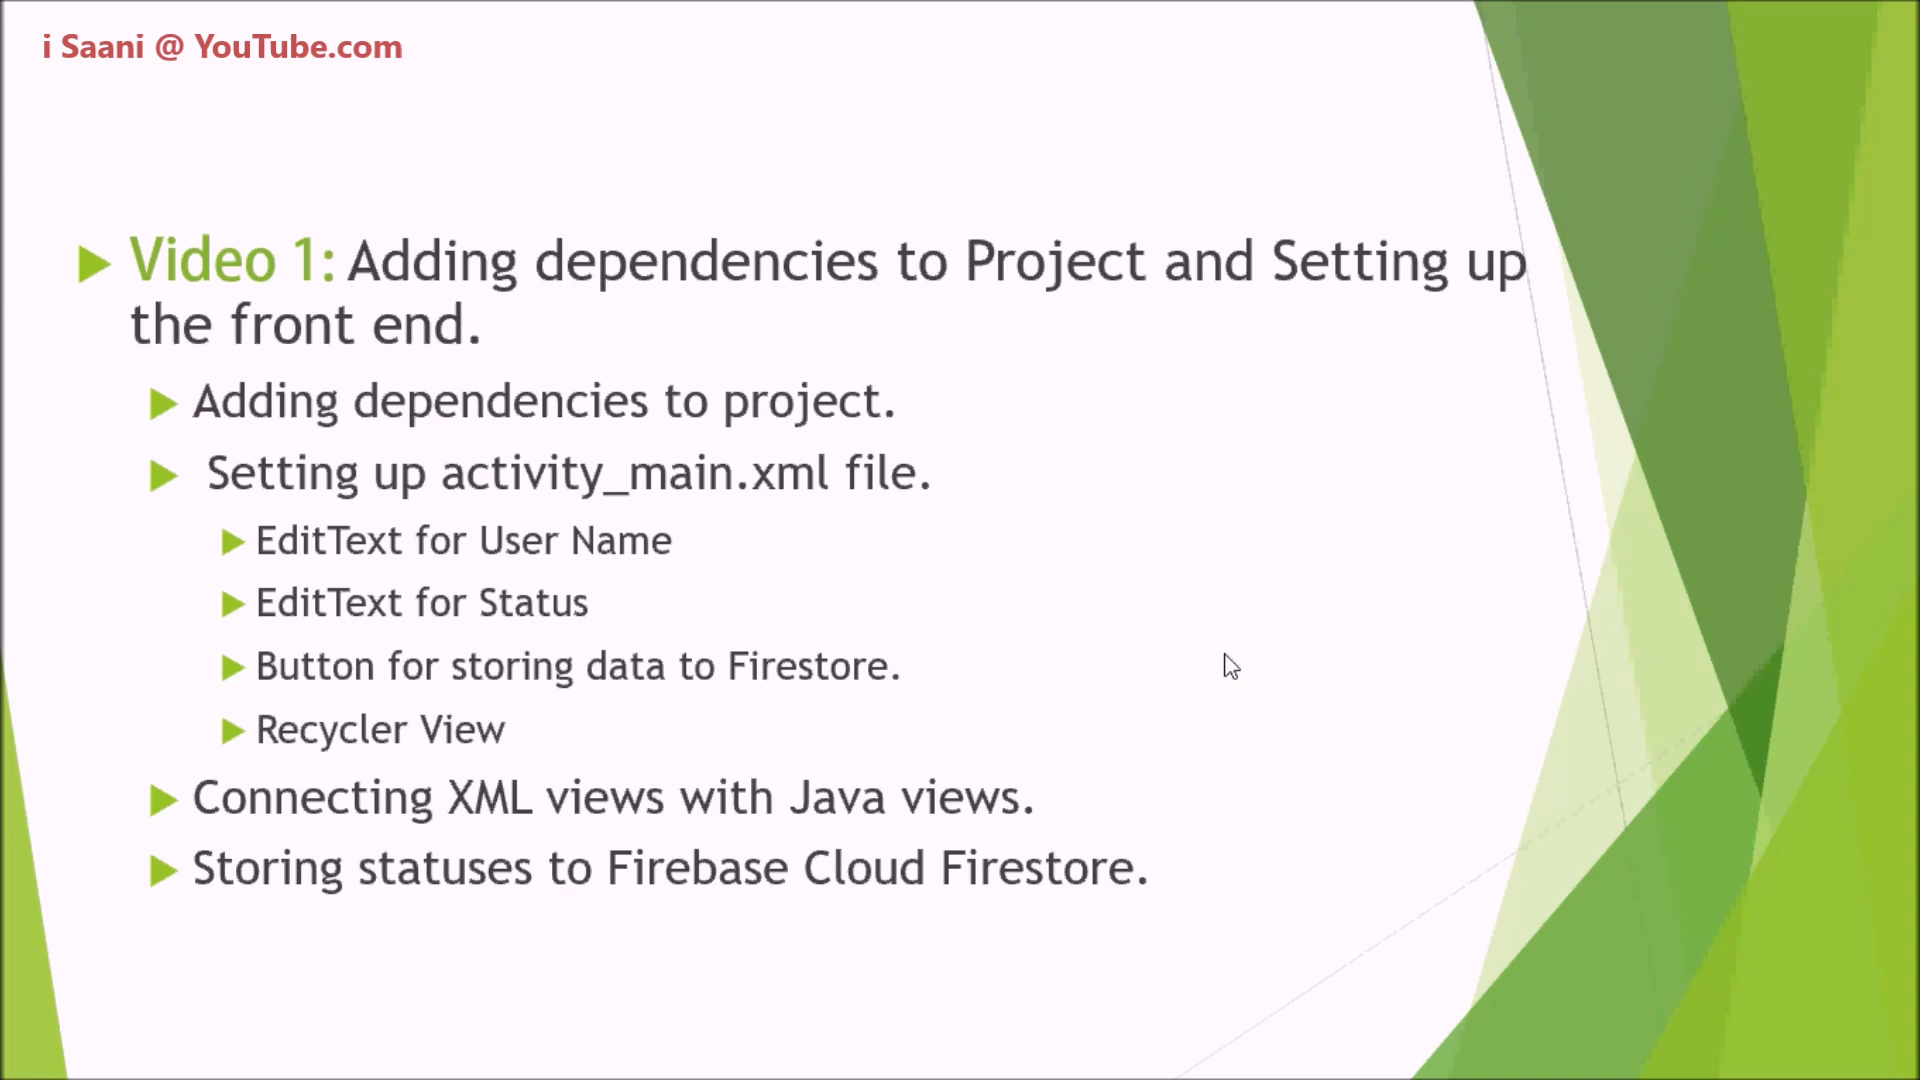 i Saani @ YouTube.com
Video 1: Adding dependencies to Project and Setting up
the front end.
Adding dependencies to project.
Setting up activity_main.xml file.
EditText for User Name
EditText for Status
Button for storing data to Firestore.
Recycler View
Connecting XML views with Java views.
Storing statuses to Firebase Cloud Firestore.